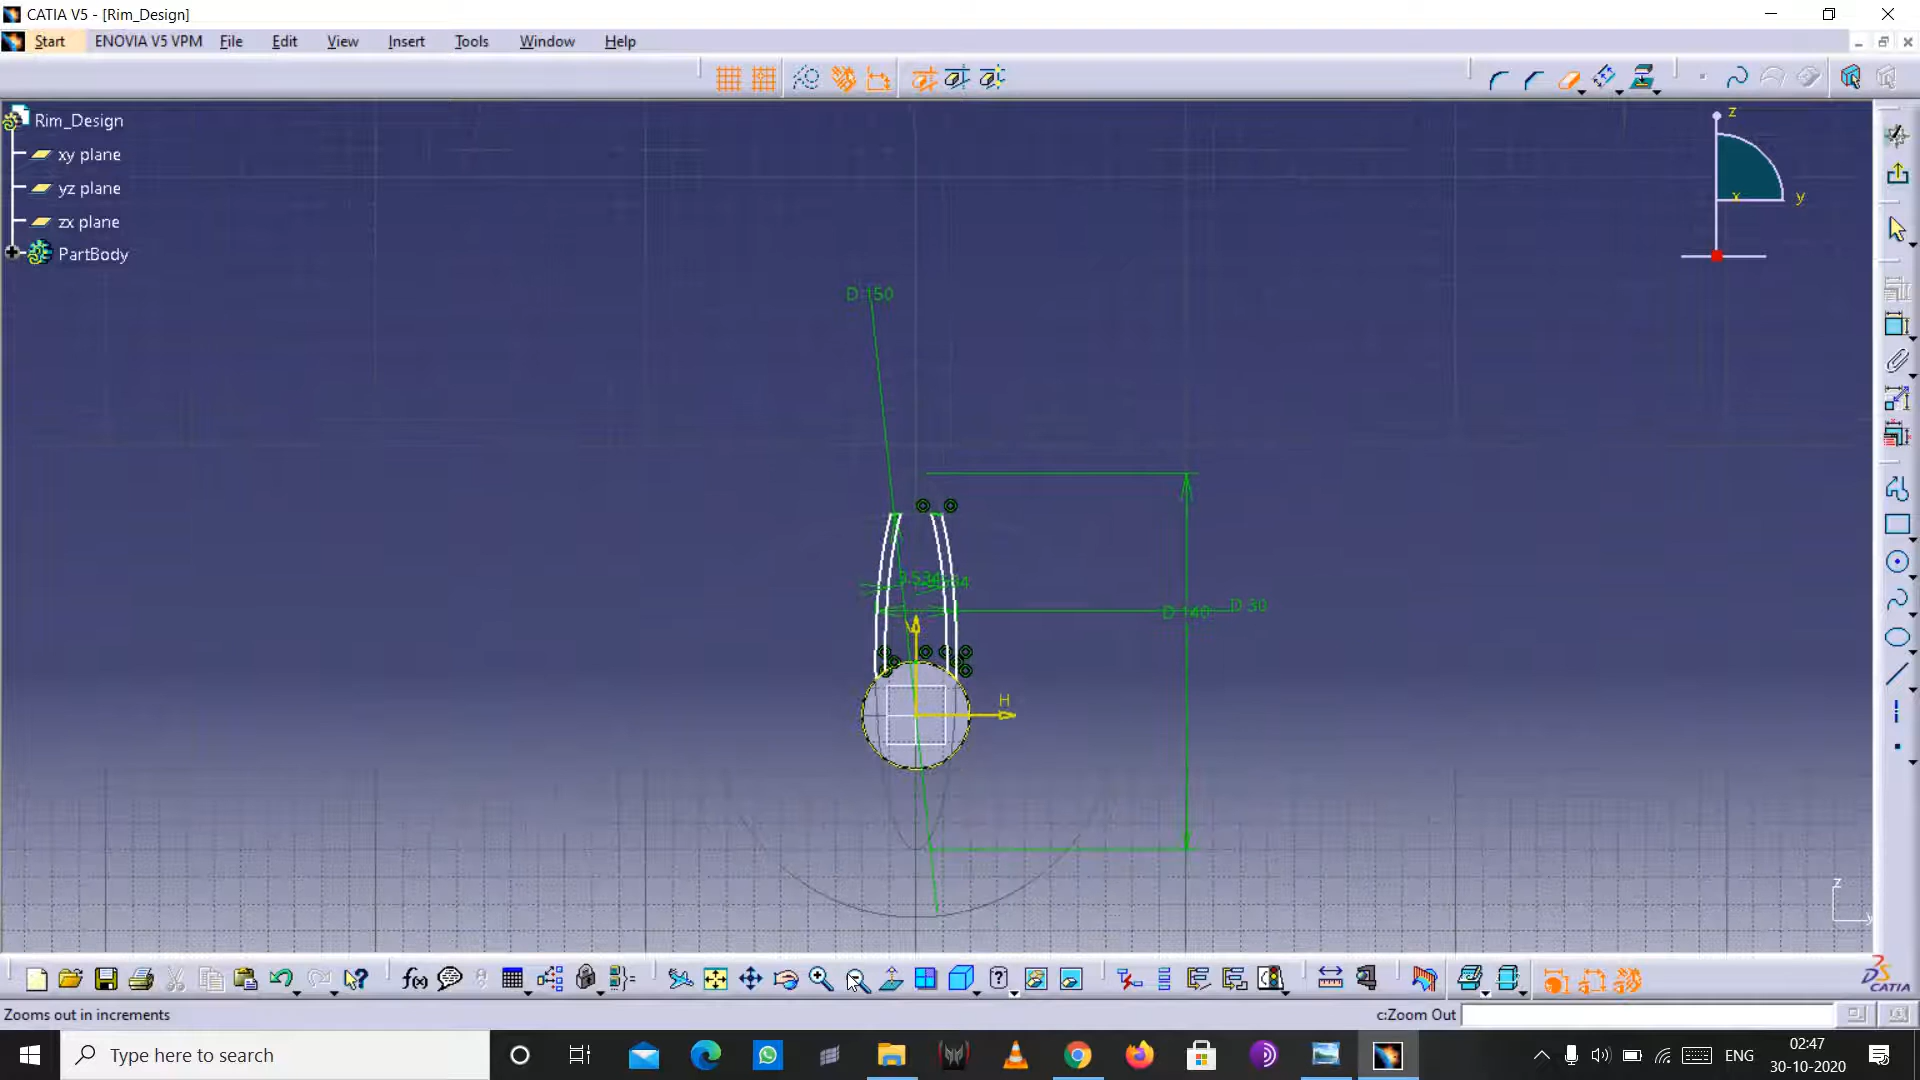 CATIA V5 - [Rim_Design]
Start ENOVIA V5 VPM File Edit View Insert Tools Window Help
Rim_Design
xy plane
yz plane
zx plane
PartBody
z
x
y
D 150
D 140
D 30
V
H
z
y
f(x)
CATIA
Zooms out in increments
c:Zoom Out
Type here to search
ENG
02:47
30-10-2020